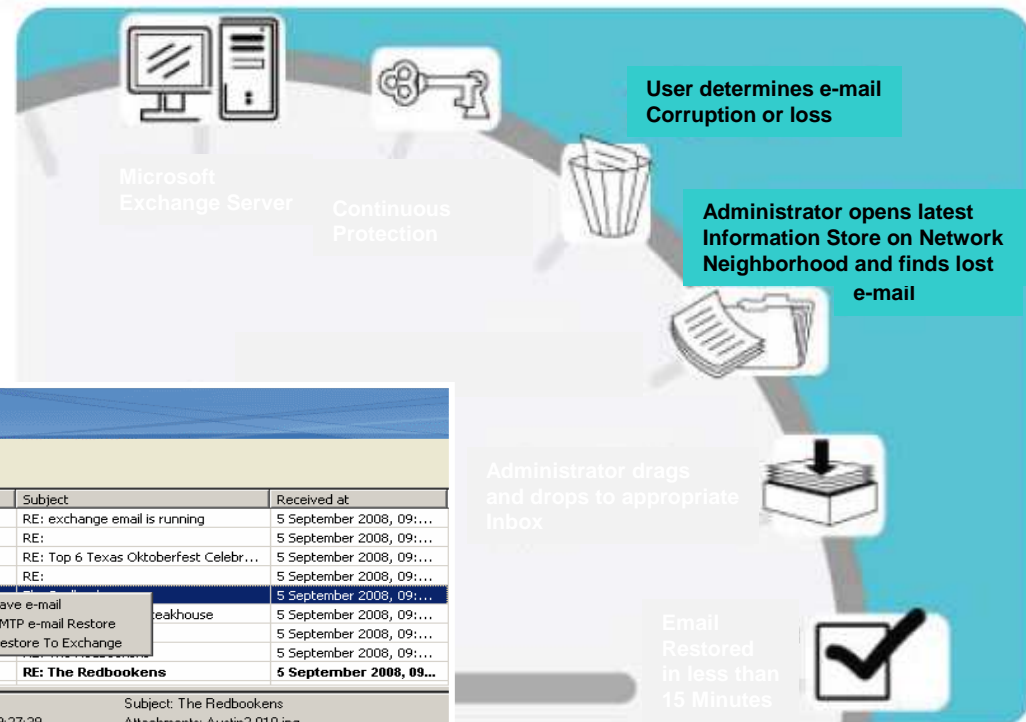 User determines e-mail
Corruption or loss
Microsoft
Exchange Server
Continuous
Protection
Administrator opens latest
Information Store on Network
Neighborhood and finds lost
e-mail
Administrator drags
and drops to appropriate
Inbox
Subject Received at
RE: exchange email is running 5 September 2008, 09:...
RE: 5 September 2008, 09:...
RE: Top 6 Texas Oktoberfest Celebr... 5 September 2008, 09:...
RE: 5 September 2008, 09:...
5 September 2008, 09:...
ave e-mail
teakhouse 5 September 2008, 09:...
MTP e-mail Restore
5 September 2008, 09:...
estore To Exchange
5 September 2008, 09:...
RE: The Redbookens 5 September 2008, 09...
Subject: The Redbookens
Email
Restored
in less than
15 Minutes